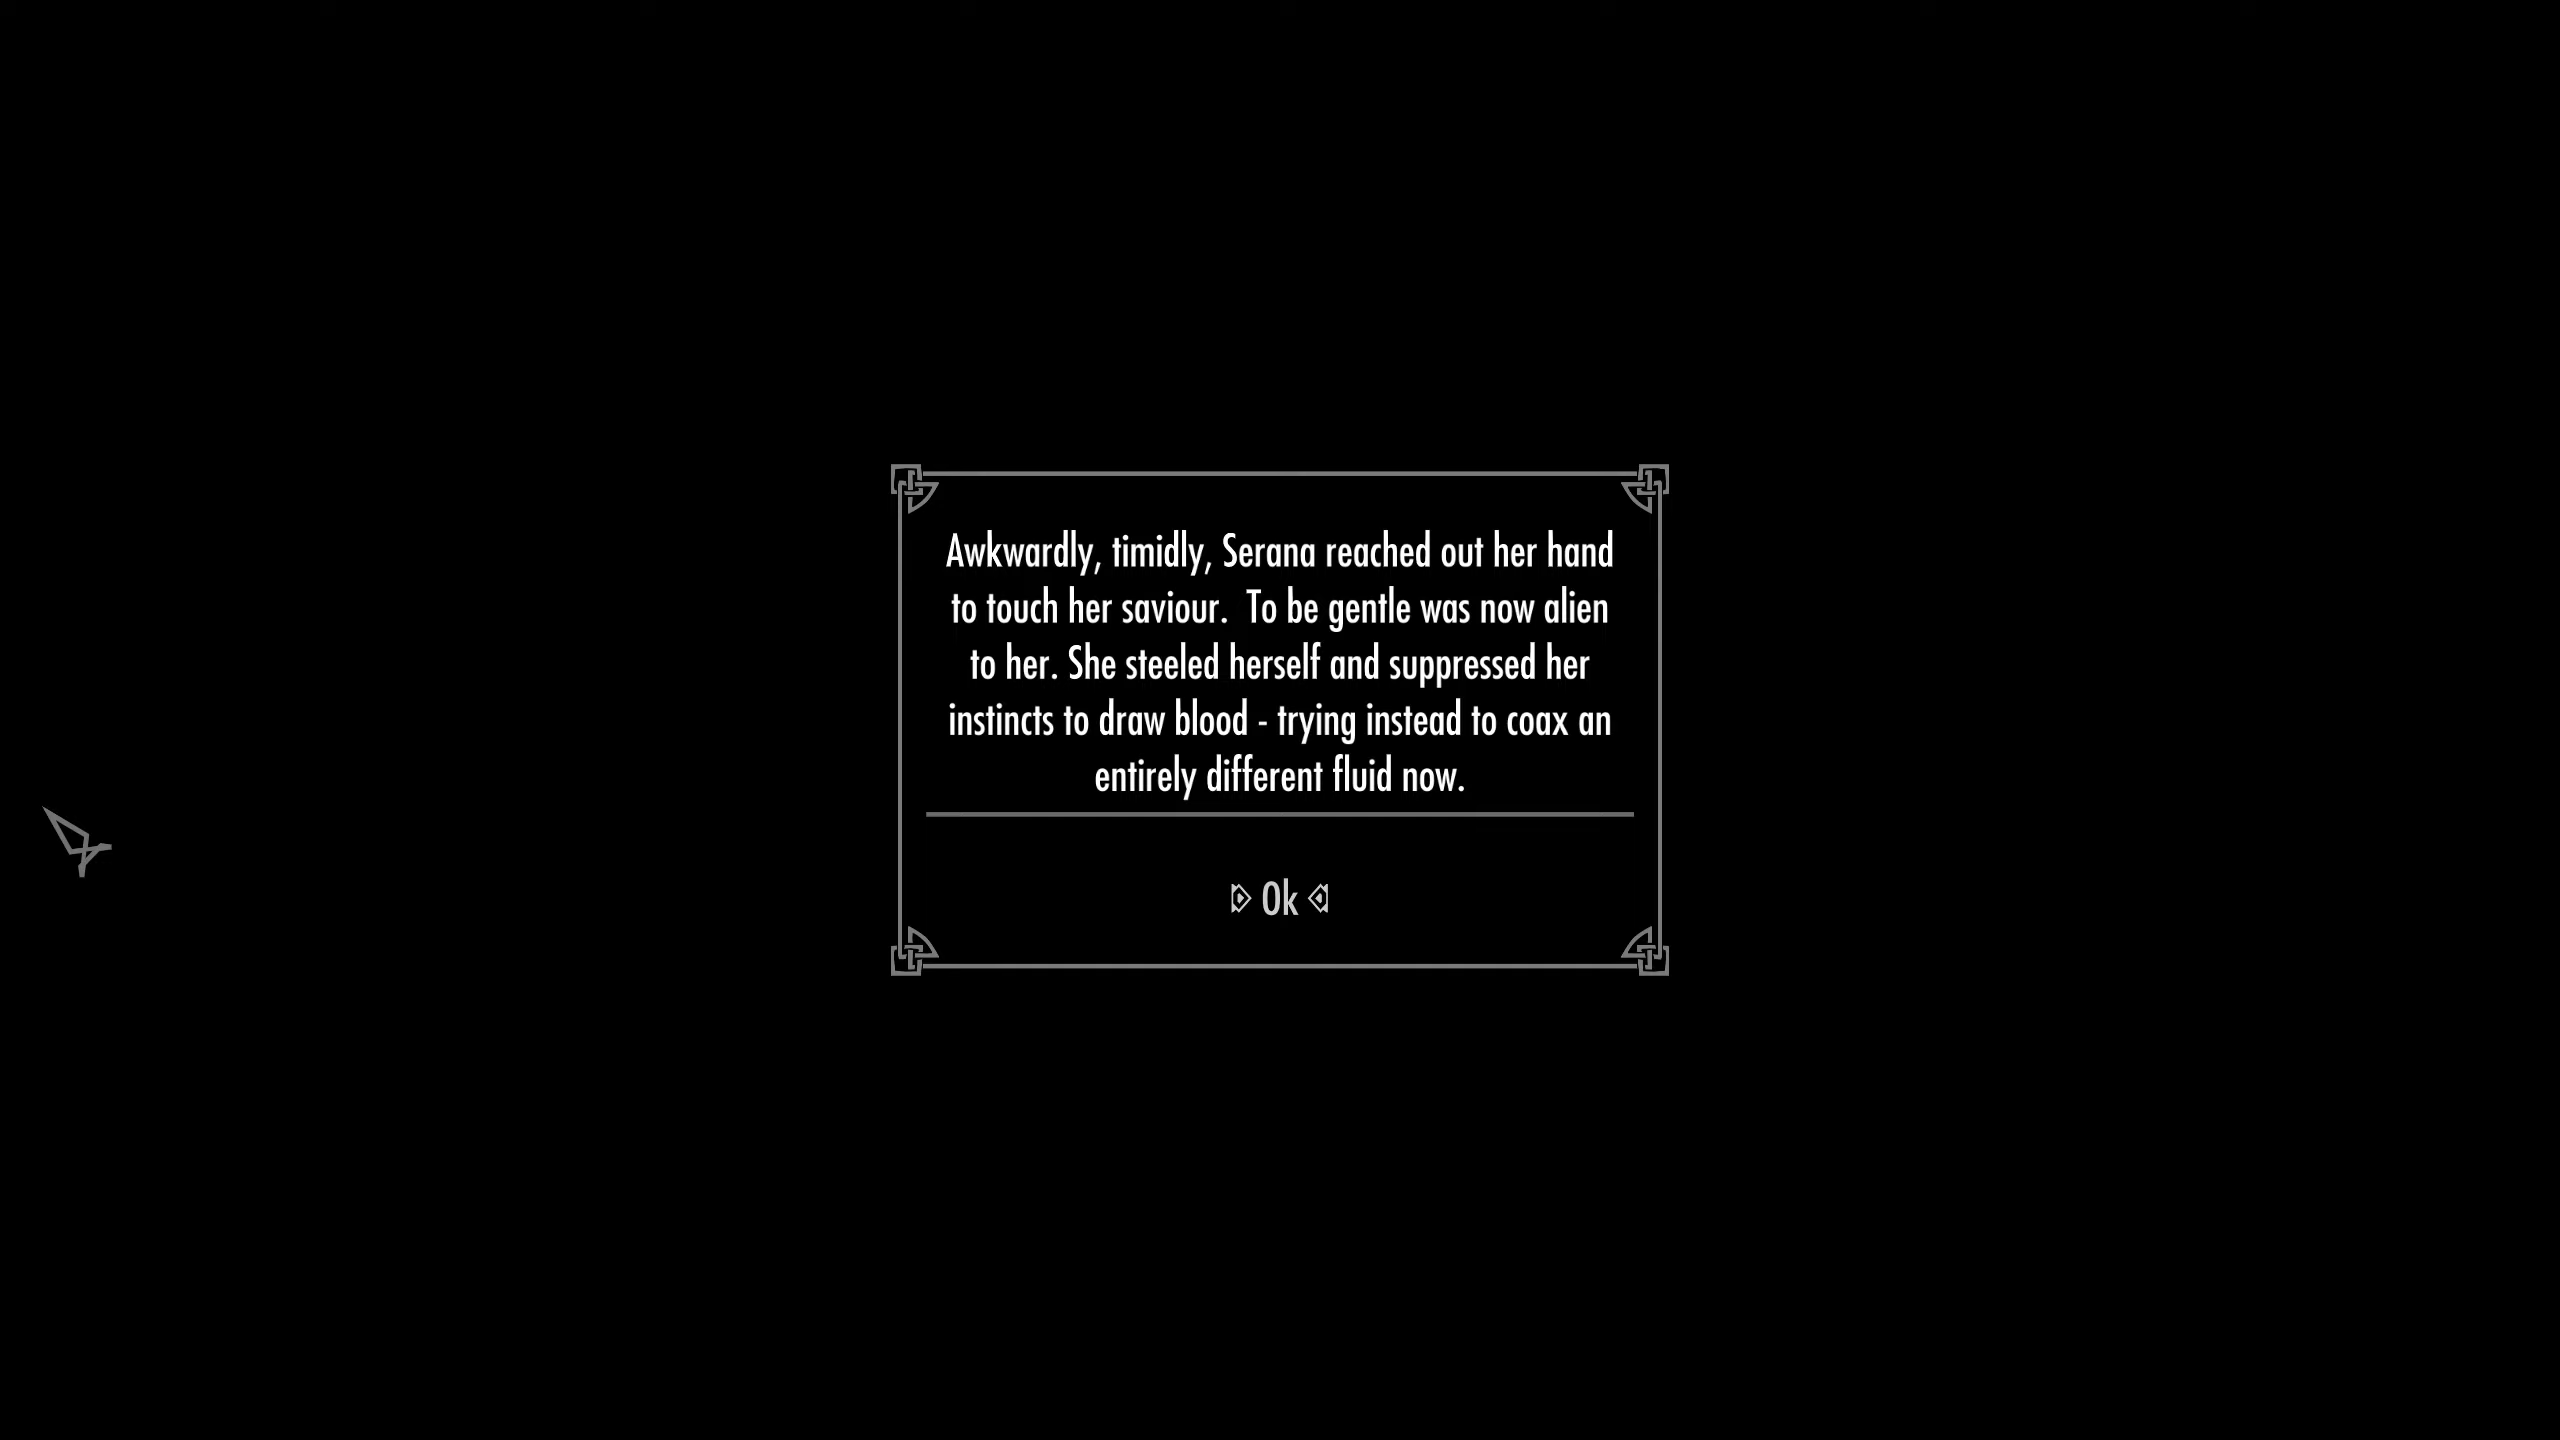 Awkwardly, timidly, Serana reached out her hand
to touch her saviour.  To be gentle was now alien
to her. She steeled herself and suppressed her
instincts to draw blood - trying instead to coax an
entirely different fluid now.
Ok